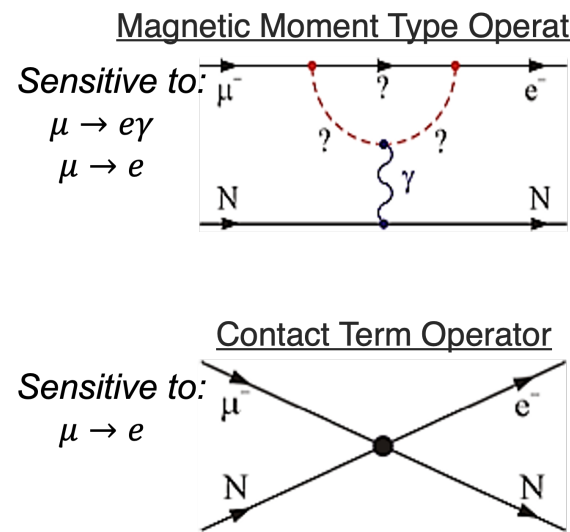 Magnetic Moment Type Operat
Sensitive to:
μ → eγ
μ → e
μ⁻ ? e⁻
? ?
γ
N N
Contact Term Operator
Sensitive to:
μ → e
μ⁻ e⁻
N N